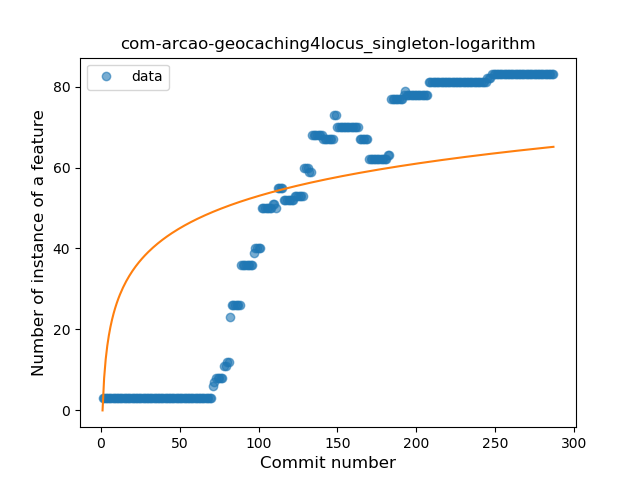 com-arcao-geocaching4locus_singleton-logarithm
data
Number of instance of a feature
80
60
40
20
0
0 50 100 150 200 250 300
Commit number